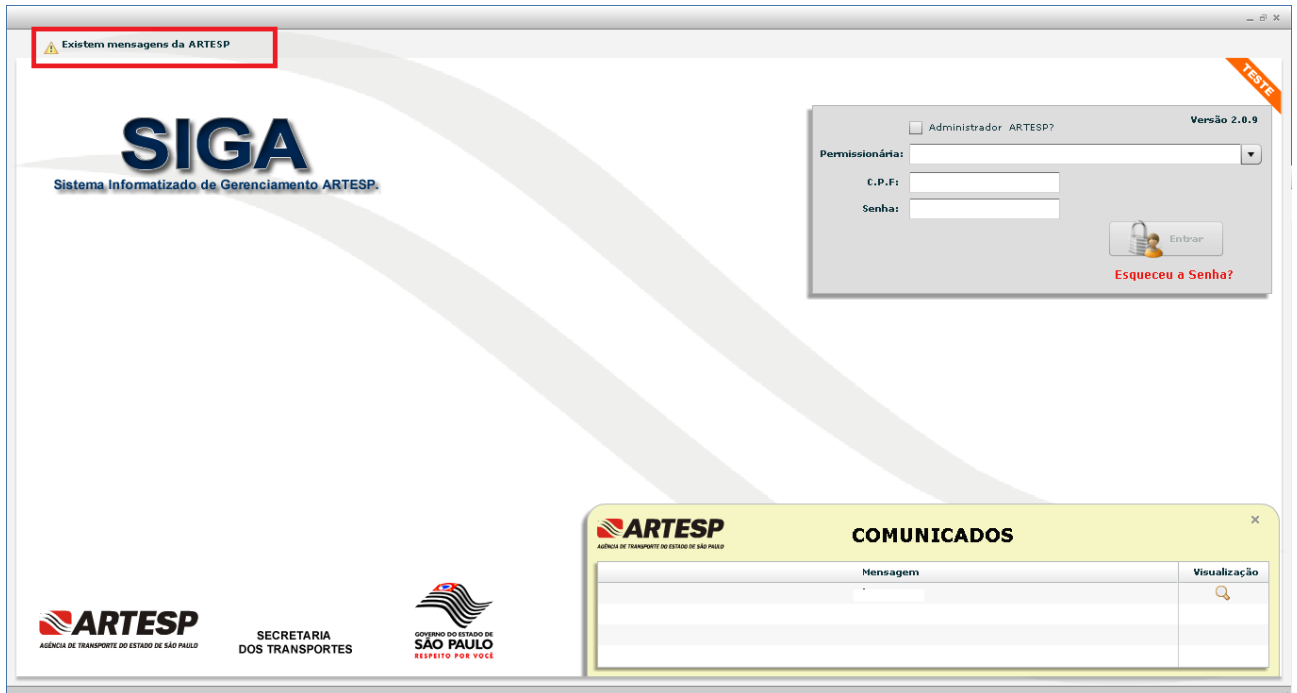 Existem mensagens da ARTESP
TESTE
SIGA
Sistema Informatizado de Gerenciamento ARTESP.
Administrador ARTESP?
Versão 2.0.9
Permissionária:
C.P.F:
Senha:
Entrar
Esqueceu a Senha?
ARTESP
AGÊNCIA DE TRANSPORTE DO ESTADO DE SÃO PAULO
COMUNICADOS
Mensagem
Visualização
ARTESP
AGÊNCIA DE TRANSPORTE DO ESTADO DE SÃO PAULO
SECRETARIA
DOS TRANSPORTES
GOVERNO DO ESTADO DE
SÃO PAULO
RESPEITO POR VOCÊ